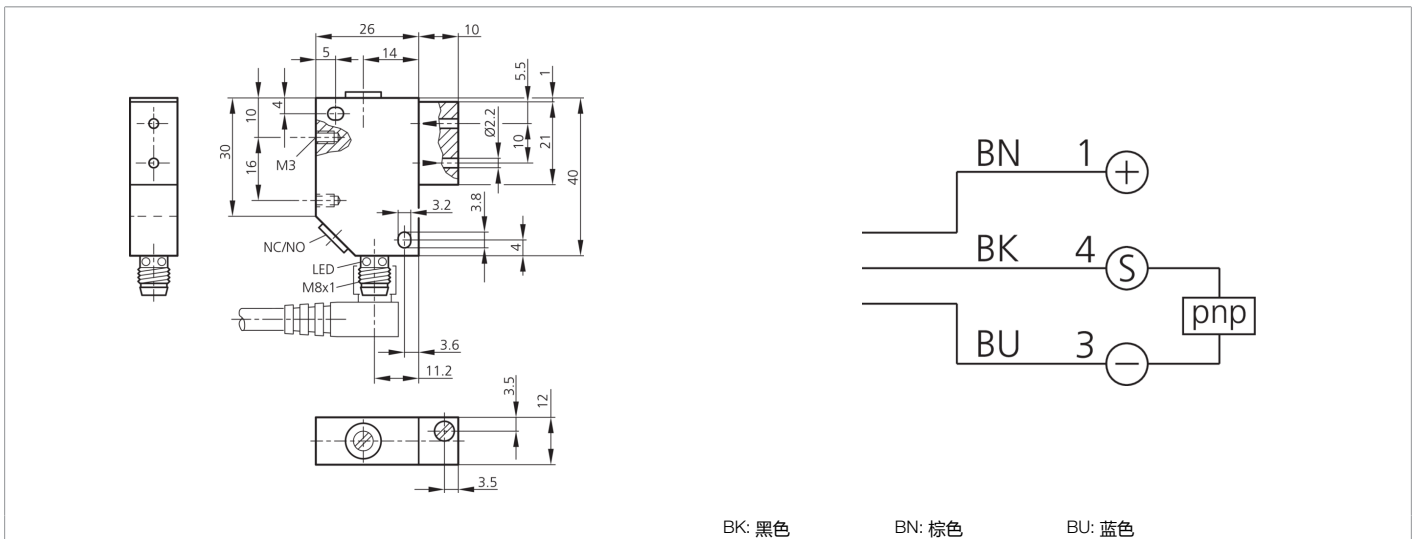 26
10
5
14
5.5
1
4
10
Ø2.2
10
21
30
M3
16
40
3.2
3.8
4
NC/NO
LED
M8x1
3.6
11.2
3.5
12
3.5
BN 1
+
BK 4
S
pnp
BU 3
−
BK: 黑色 BN: 棕色 BU: 蓝色